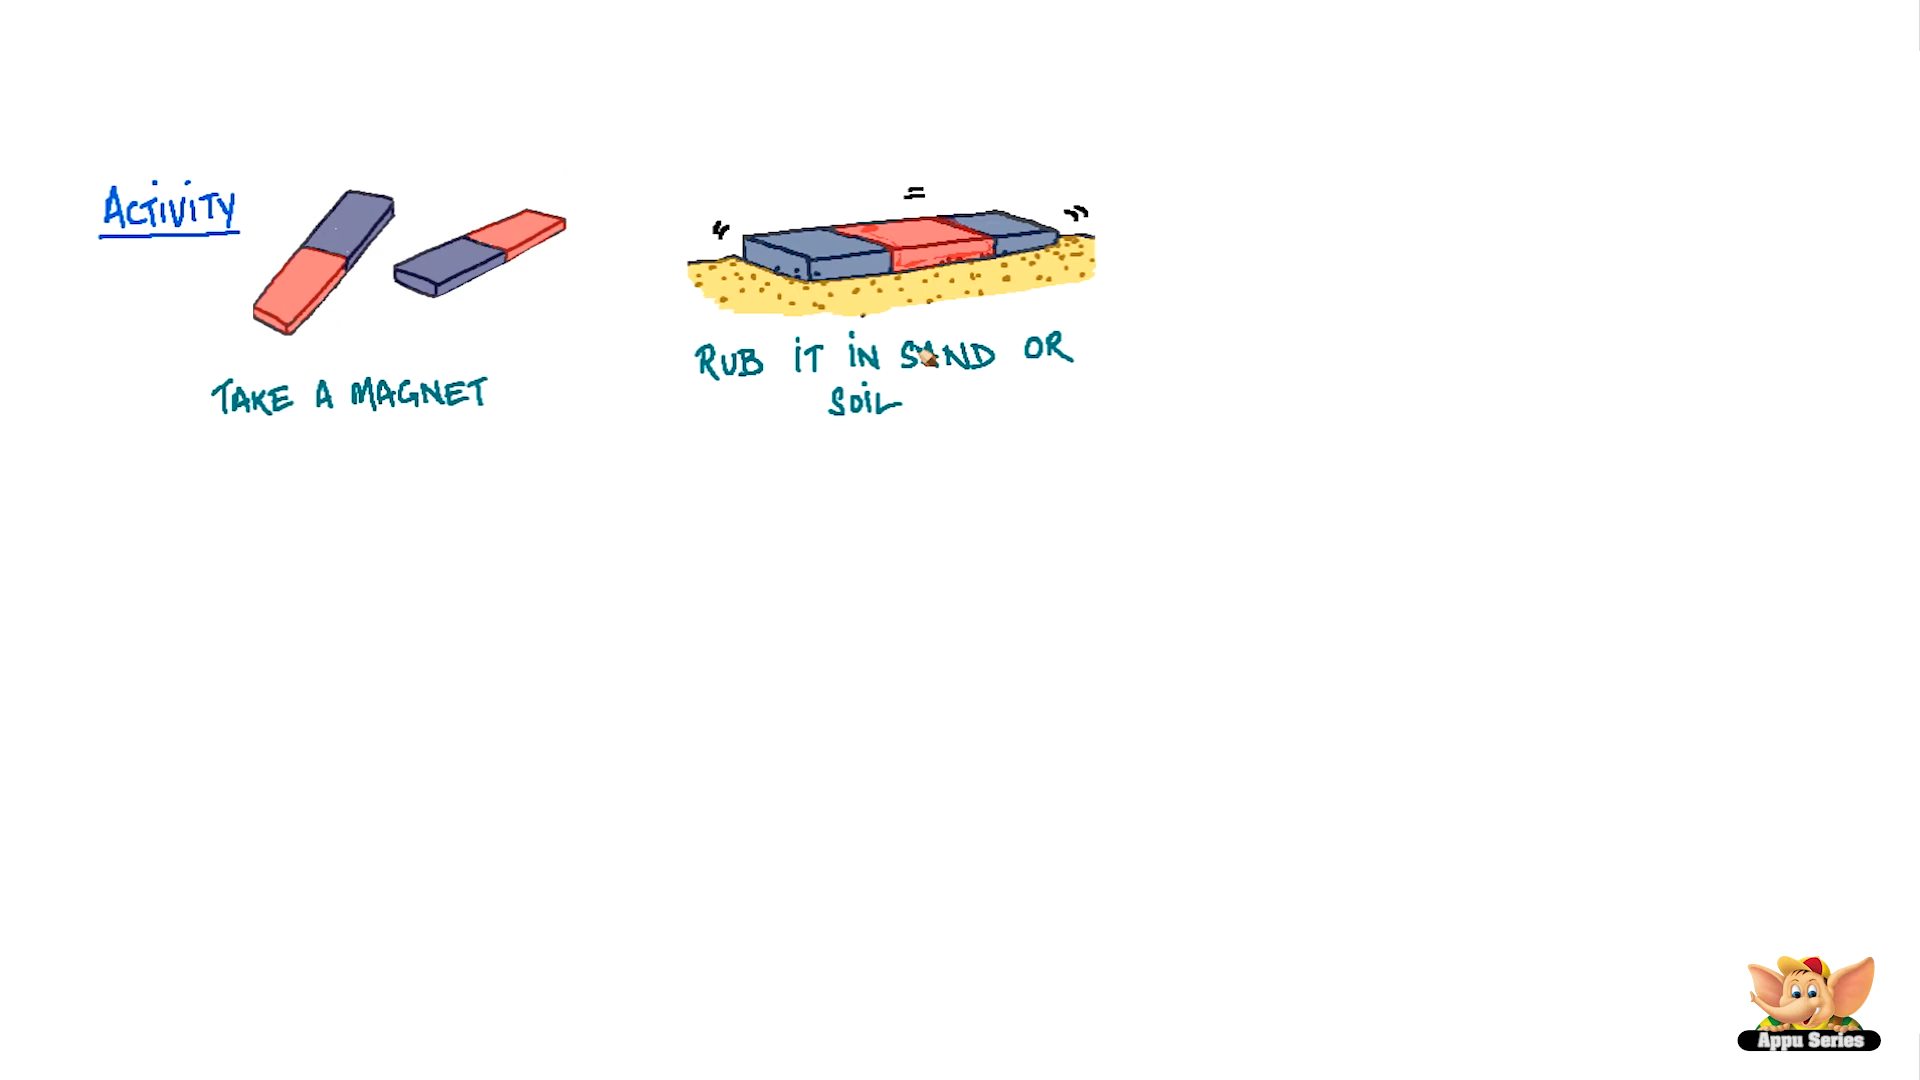 ACTIVITY
TAKE A MAGNET
RUB IT IN SAND OR
SOIL
Appu Series